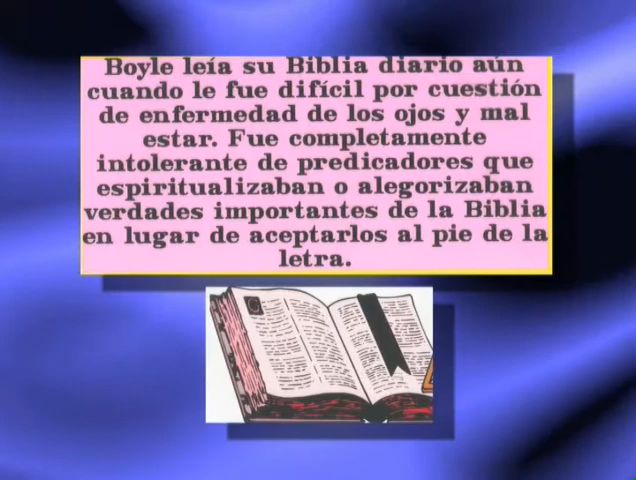 Boyle leía su Biblia diario aún
cuando le fue difícil por cuestión
de enfermedad de los ojos y mal
estar. Fue completamente
intolerante de predicadores que
espiritualizaban o alegorizaban
verdades importantes de la Biblia
en lugar de aceptarlos al pie de la
letra.